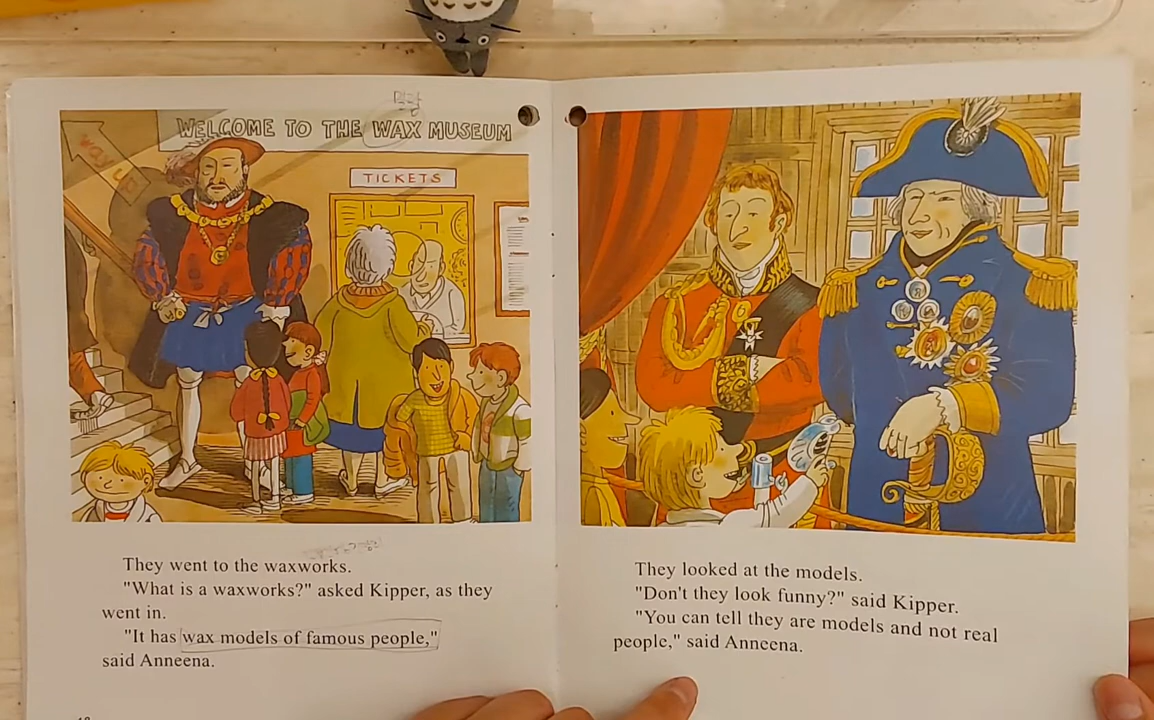 WELCOME TO THE WAX MUSEUM
way up
TICKETS
They went to the waxworks.
"What is a waxworks?" asked Kipper, as they
went in.
"It has wax models of famous people,"
said Anneena.
They looked at the models.
"Don't they look funny?" said Kipper.
"You can tell they are models and not real
people," said Anneena.